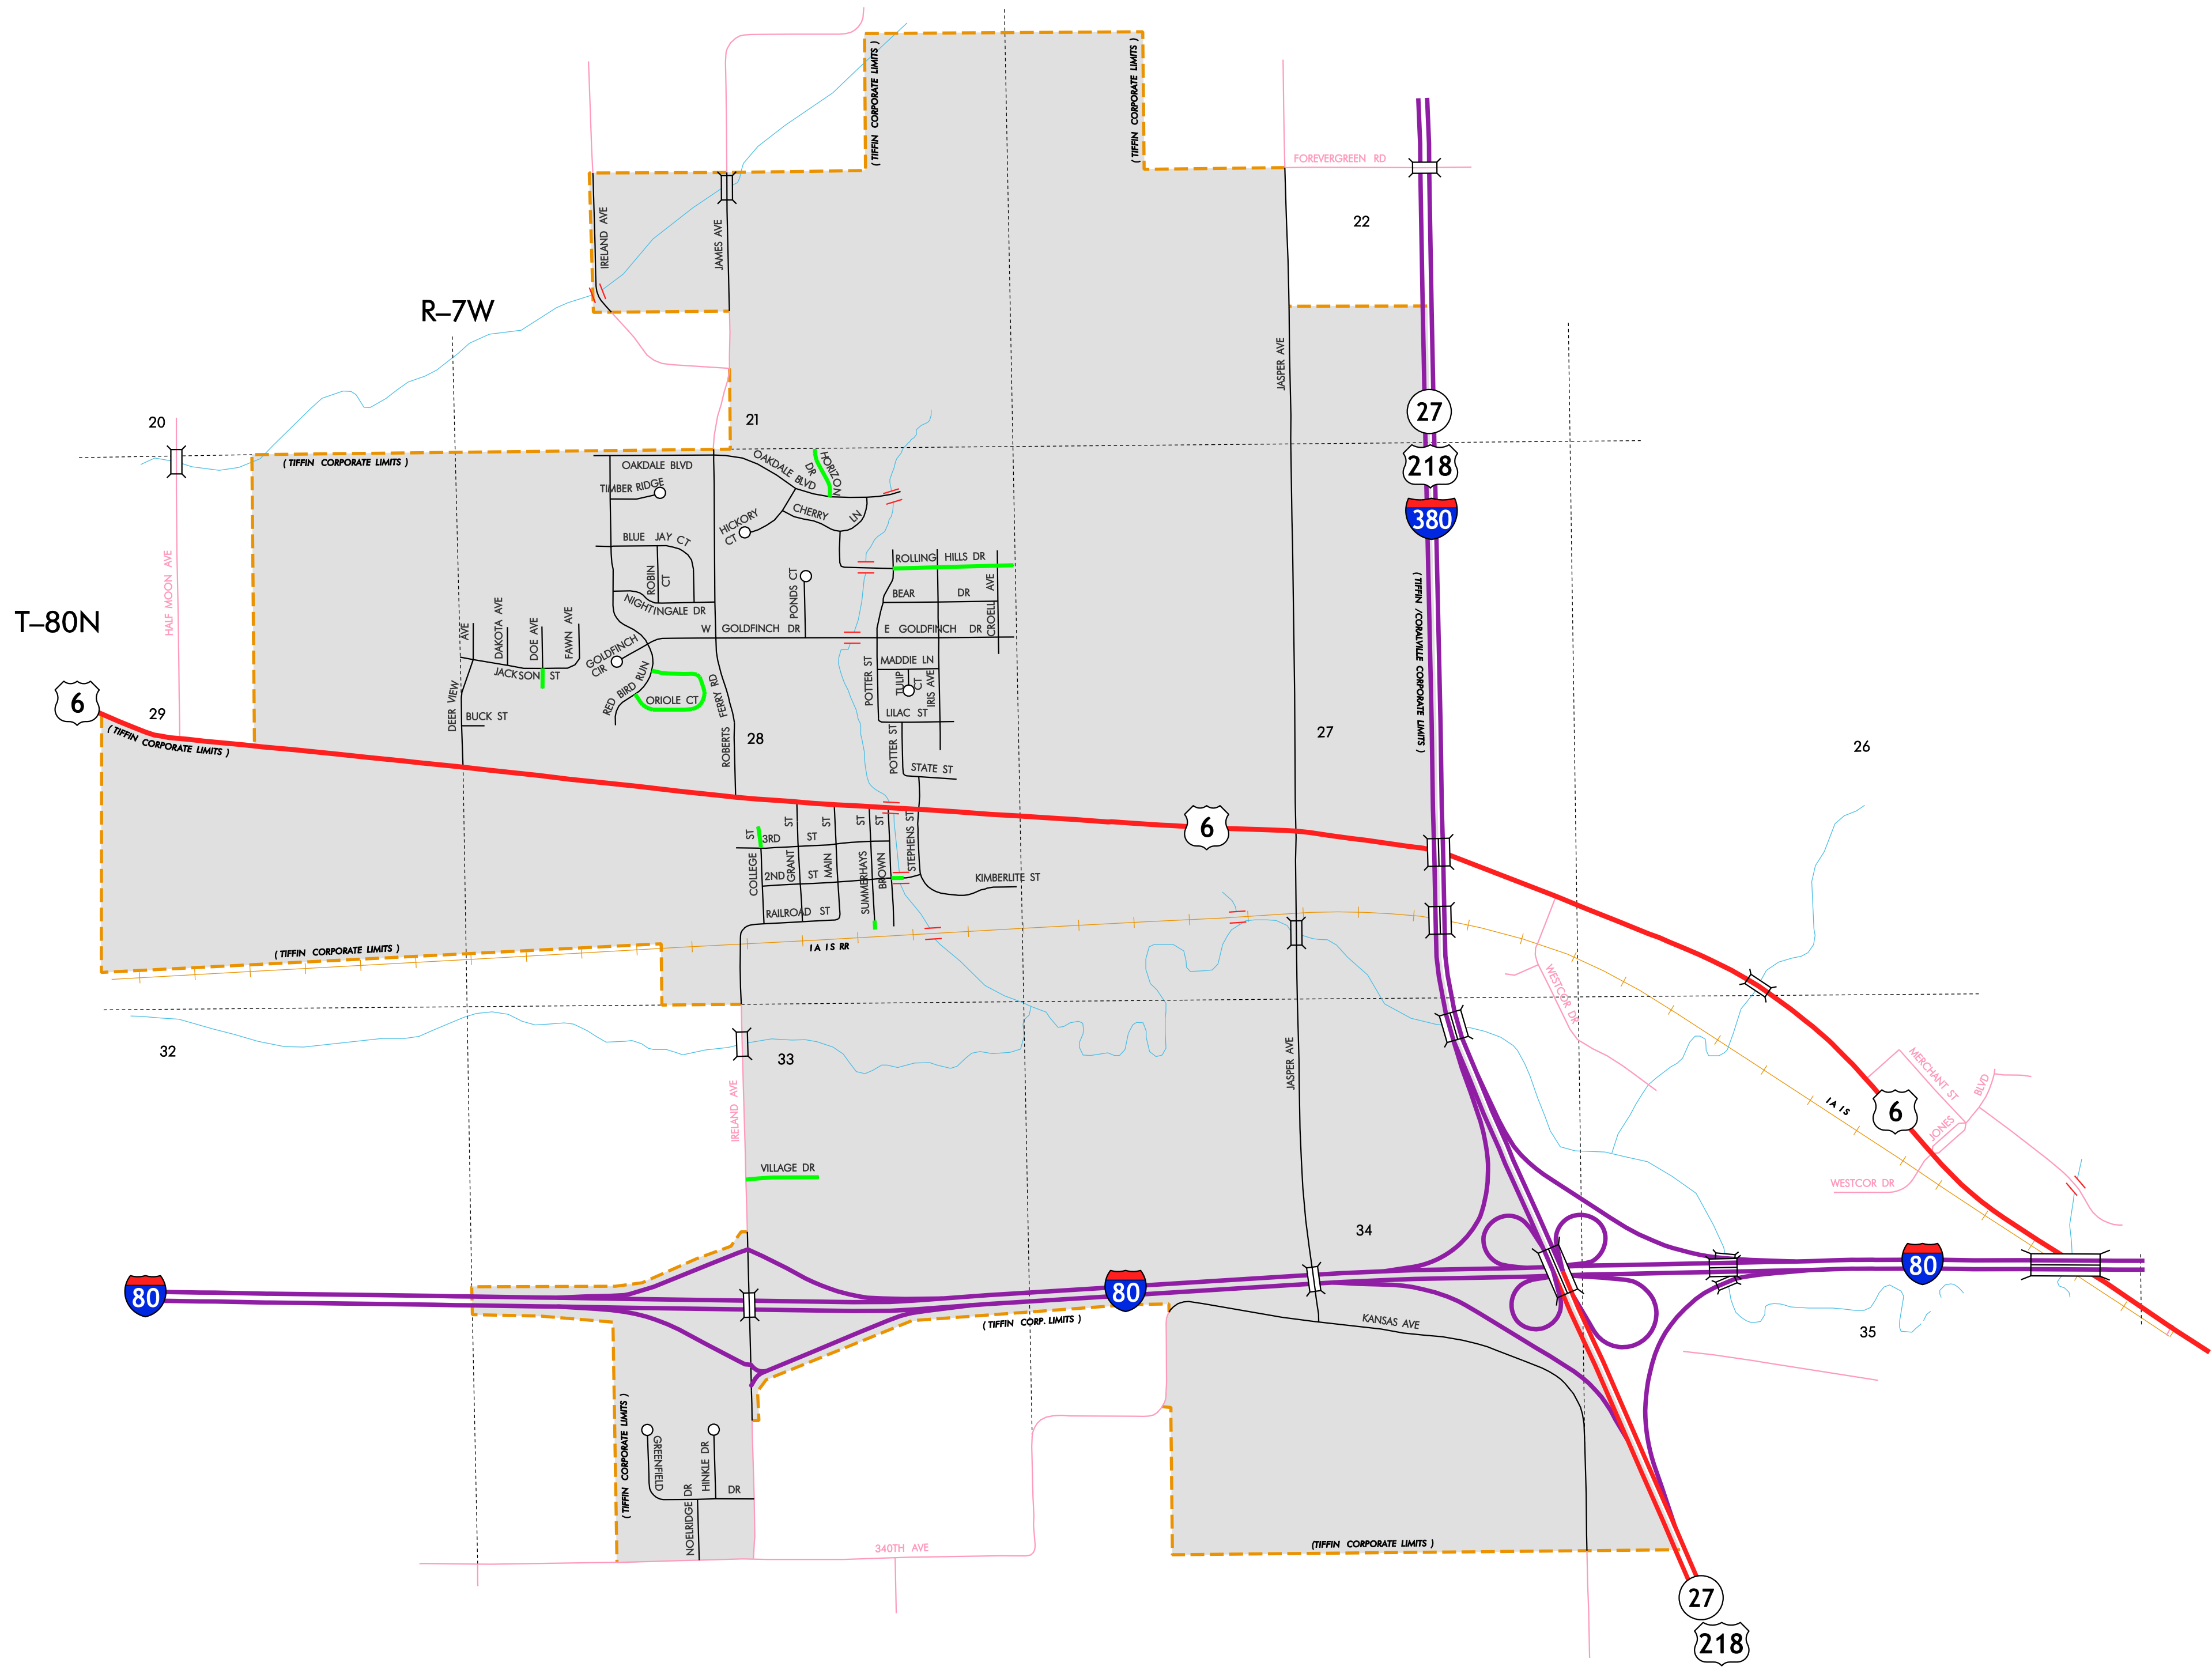 ( TIFFIN CORPORATE LIMITS )
( TIFFIN CORPORATE LIMITS )
FOREVERGREEN RD
22
IRELAND AVE
JAMES AVE
R–7W
JASPER AVE
27
20
21
( TIFFIN CORPORATE LIMITS )
OAKDALE BLVD
OAKDALE BLVD
HORIZON DR
218
TIMBER RIDGE
HICKORY CT
CHERRY LN
380
BLUE JAY CT
ROLLING HILLS DR
HALF MOON AVE
ROBIN CT
PONDS CT
BEAR DR
CROELL AVE
( TIFFIN /CORALVILLE CORPORATE LIMITS )
NIGHTINGALE DR
T–80N
W GOLDFINCH DR
E GOLDFINCH DR
DEER VIEW AVE
DAKOTA AVE
DOE AVE
FAWN AVE
GOLDFINCH CIR
JACKSON ST
RED BIRD RUN
ORIOLE CT
ROBERTS FERRY RD
POTTER ST
MADDIE LN
TULIP CT
IRIS AVE
6
29
BUCK ST
LILAC ST
( TIFFIN CORPORATE LIMITS )
28
POTTER ST
27
26
STATE ST
6
COLLEGE ST
3RD ST
GRANT ST
MAIN ST
SUMMERHAYS ST
BROWN ST
STEPHENS ST
2ND ST
KIMBERLITE ST
RAILROAD ST
( TIFFIN CORPORATE LIMITS )
I A I S RR
WESTCOR DR
32
33
JASPER AVE
IRELAND AVE
MERCHANT ST
I A I S
6
JONES BLVD
VILLAGE DR
WESTCOR DR
34
80
80
80
( TIFFIN CORP. LIMITS )
KANSAS AVE
35
( TIFFIN CORPORATE LIMITS )
GREENFIELD DR
HINKLE DR
NOELRIDGE DR
340TH AVE
(TIFFIN CORPORATE LIMITS )
27
218